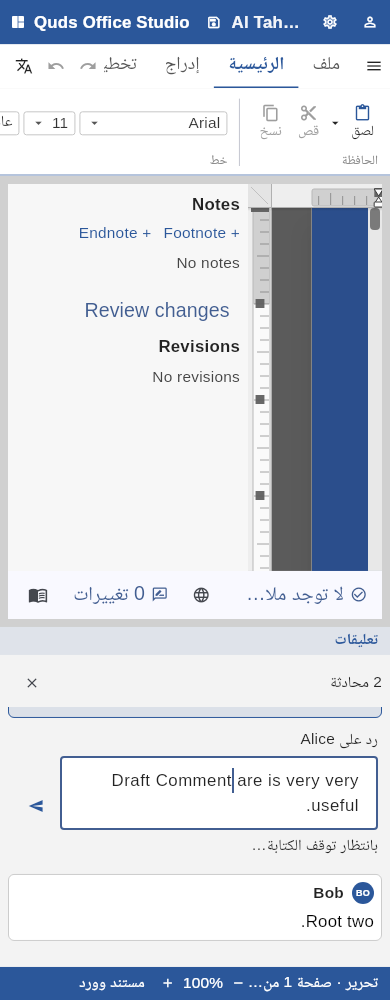 Quds Office Studio
Al Tah…
ملف
الرئيسية
إدراج
لصق
قص
نسخ
Arial
11
الحافظة
خط
Notes
+ Footnote
+ Endnote
No notes
Review changes
Revisions
No revisions
لا توجد ملا…
0 تغييرات
تعليقات
2 محادثة
رد على Alice
Draft Comment are is very very useful.
بانتظار توقف الكتابة…
BO
Bob
Root two.
تحرير · صفحة 1 من…
− 100% +
مستند وورد